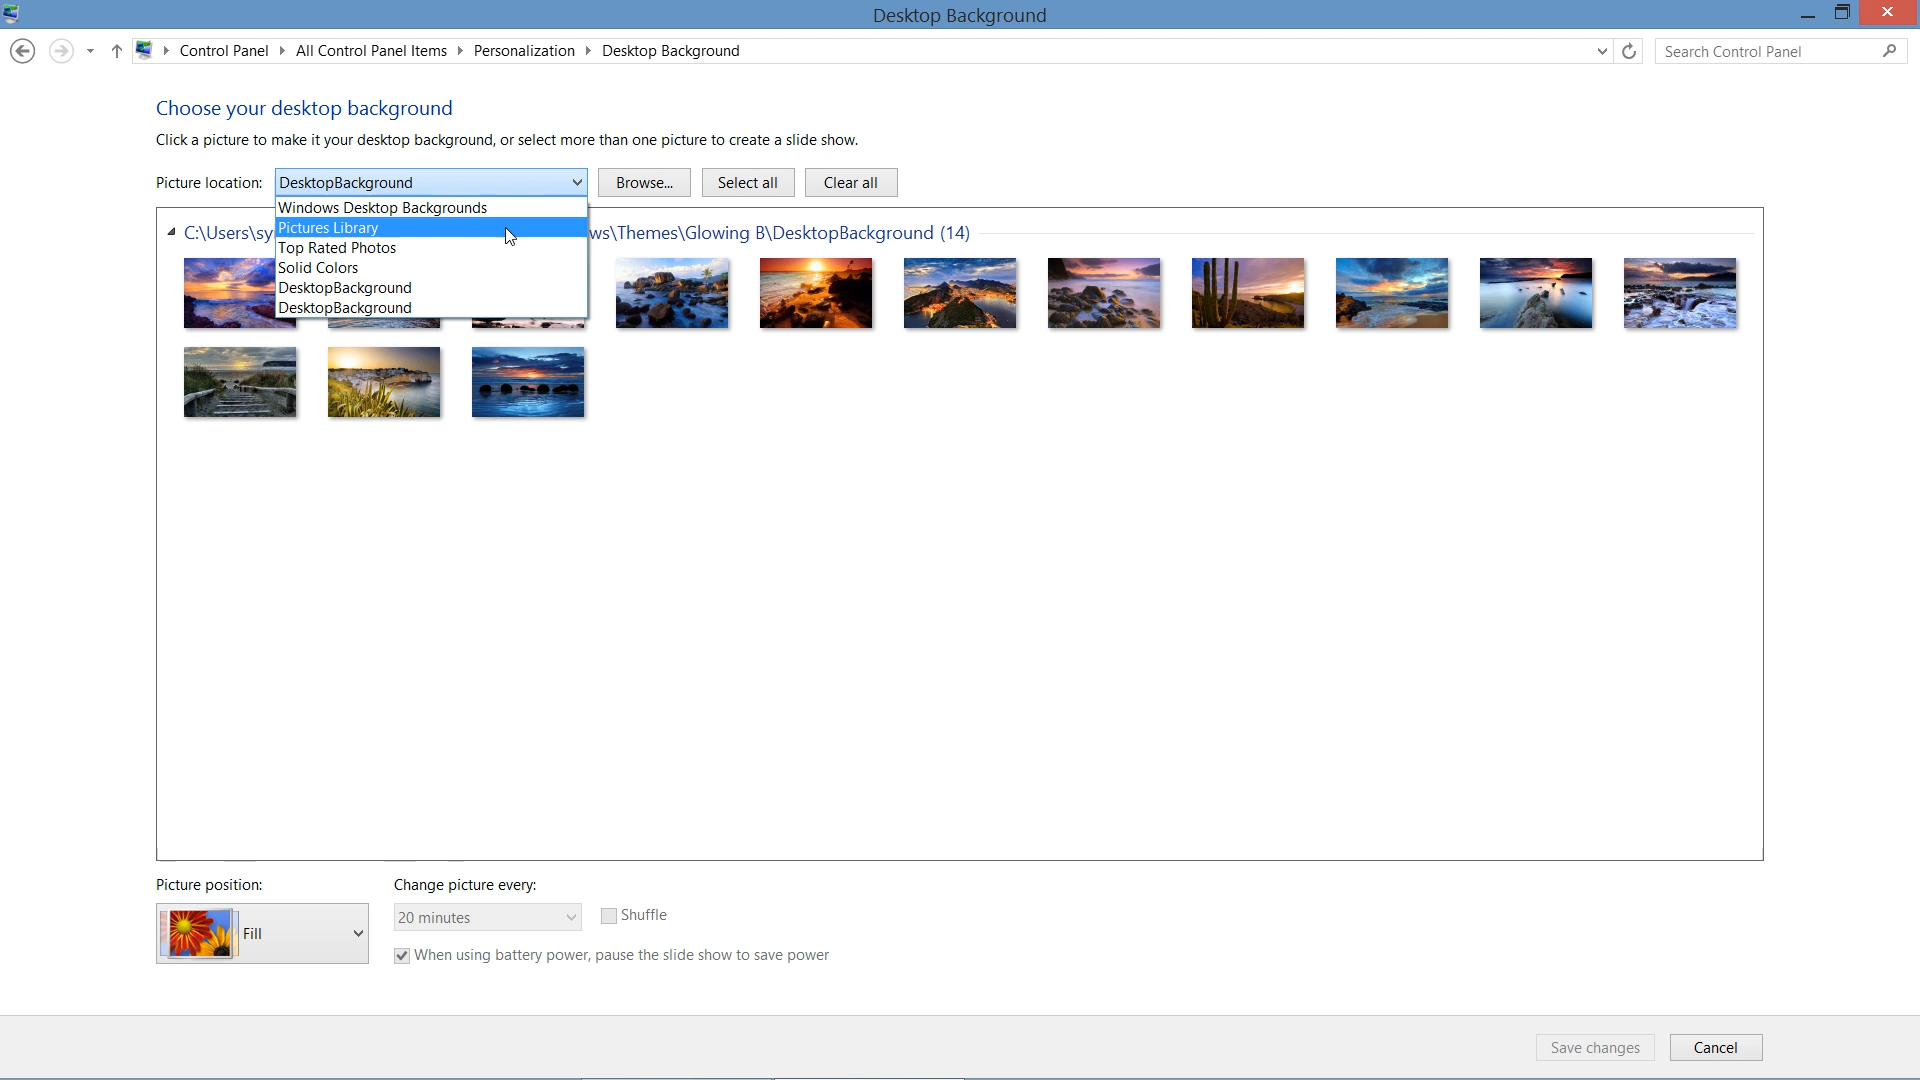 Desktop Background
Control Panel All Control Panel Items Personalization Desktop Background
Search Control Panel
Choose your desktop background
Click a picture to make it your desktop background, or select more than one picture to create a slide show.
Picture location: DesktopBackground Browse... Select all Clear all
Windows Desktop Backgrounds
Pictures Library
C:\Users\sy ws\Themes\Glowing B\DesktopBackground (14)
Top Rated Photos
Solid Colors
DesktopBackground
DesktopBackground
Picture position: Change picture every:
Fill 20 minutes Shuffle
When using battery power, pause the slide show to save power
Save changes Cancel